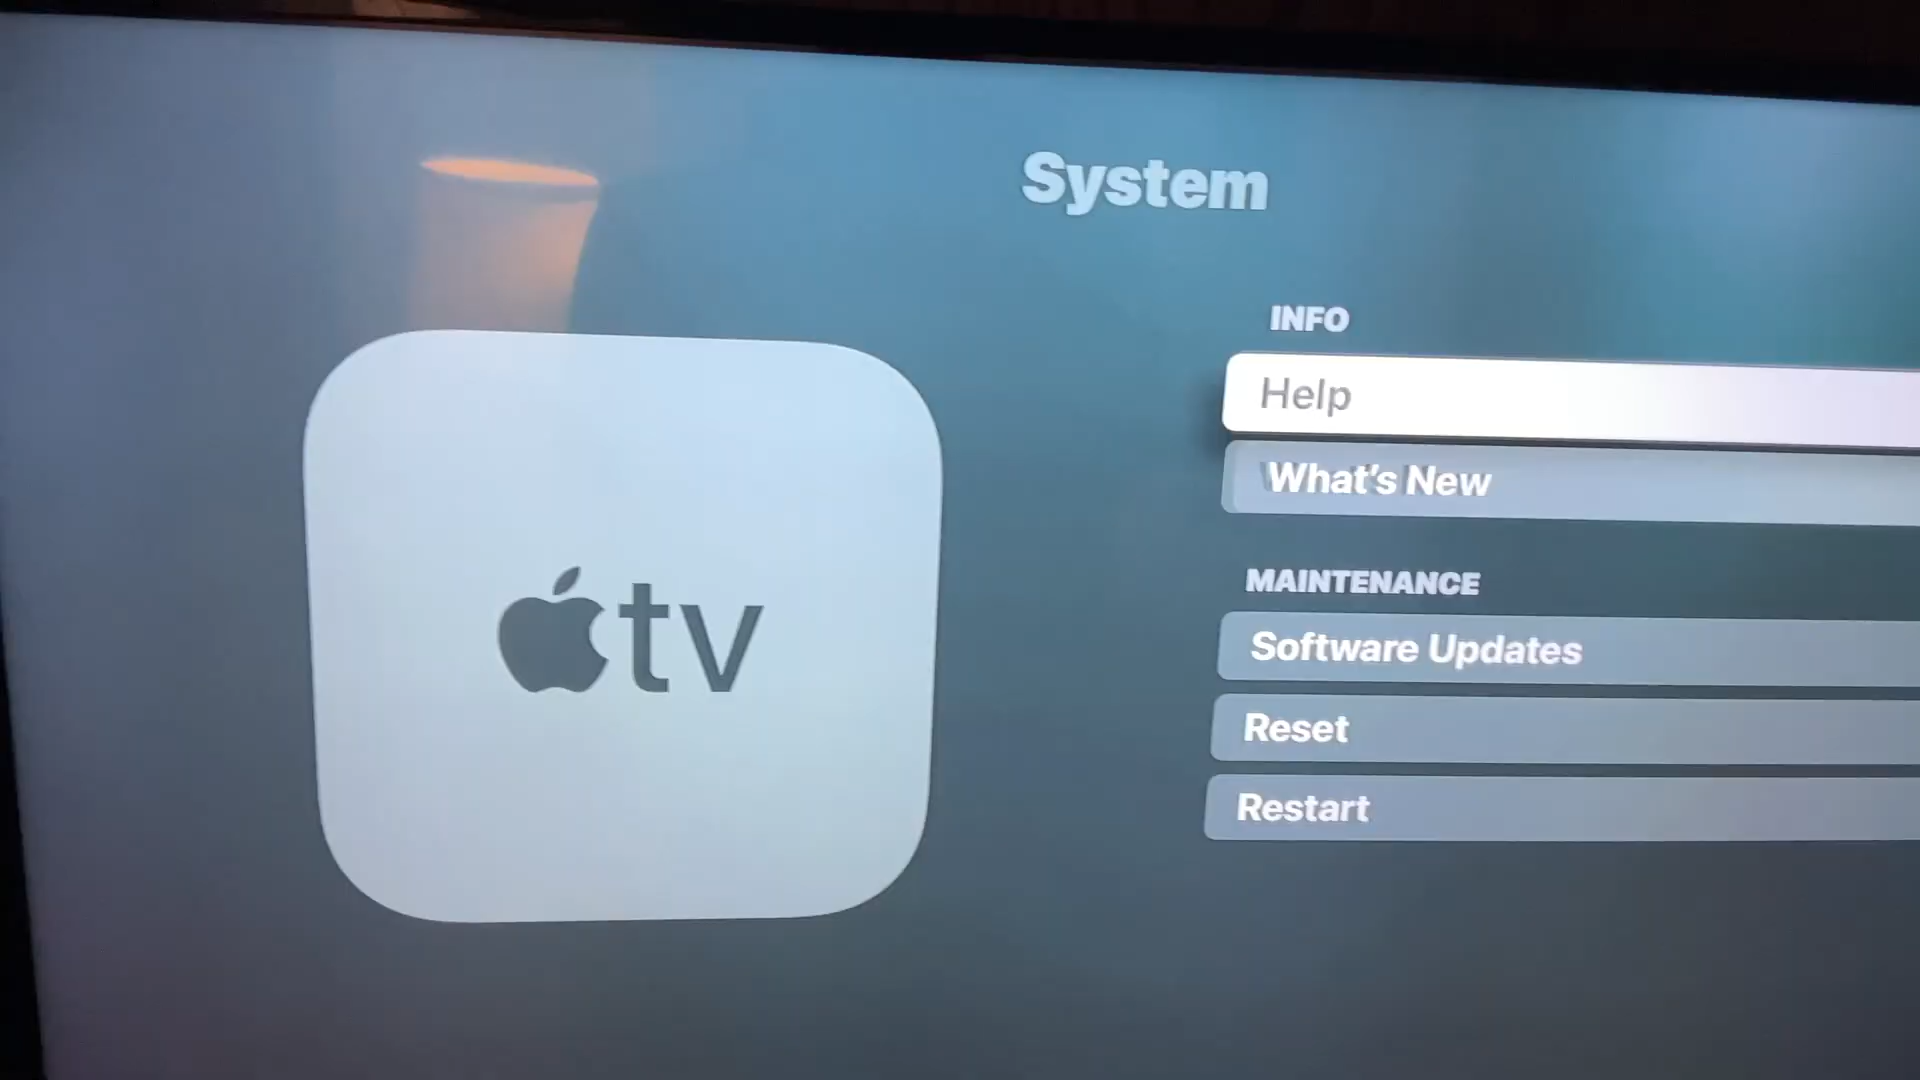 System
tv
INFO
Help
What's New
MAINTENANCE
Software Updates
Reset
Restart